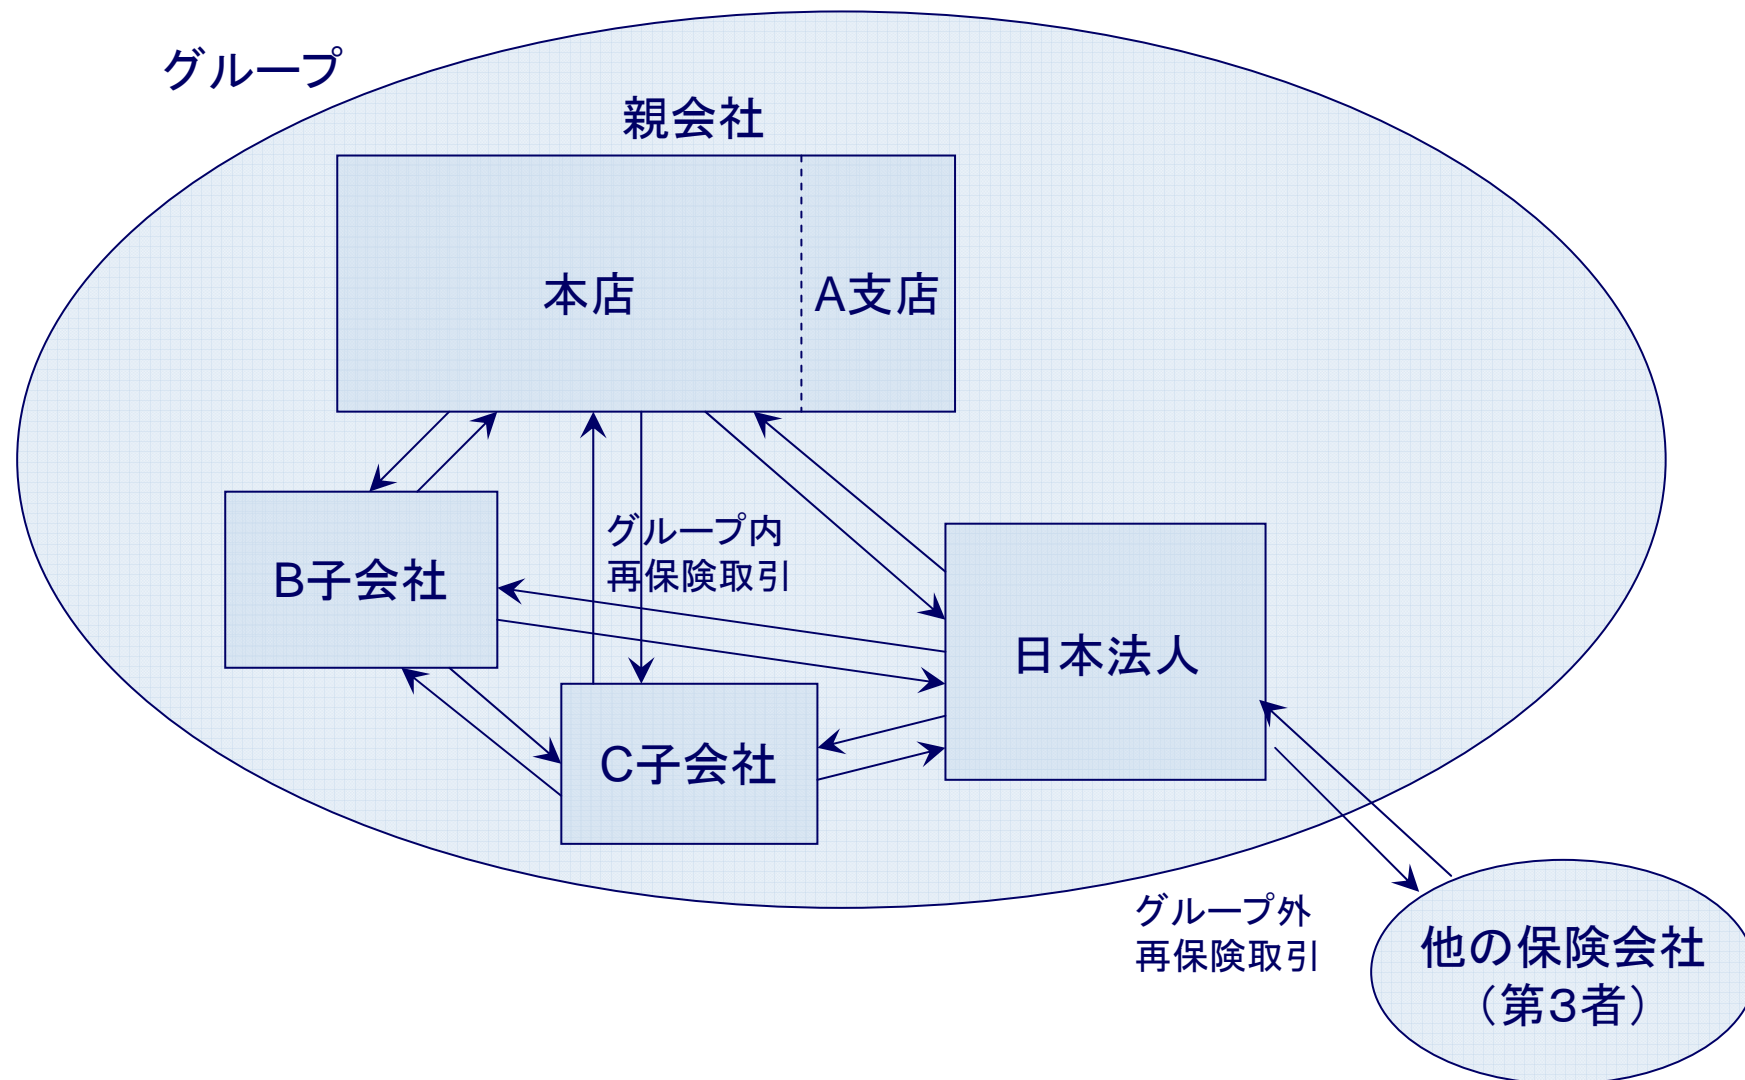 グループ
親会社
本店
A支店
グループ内
再保険取引
B子会社
日本法人
C子会社
グループ外
再保険取引
他の保険会社
（第３者）